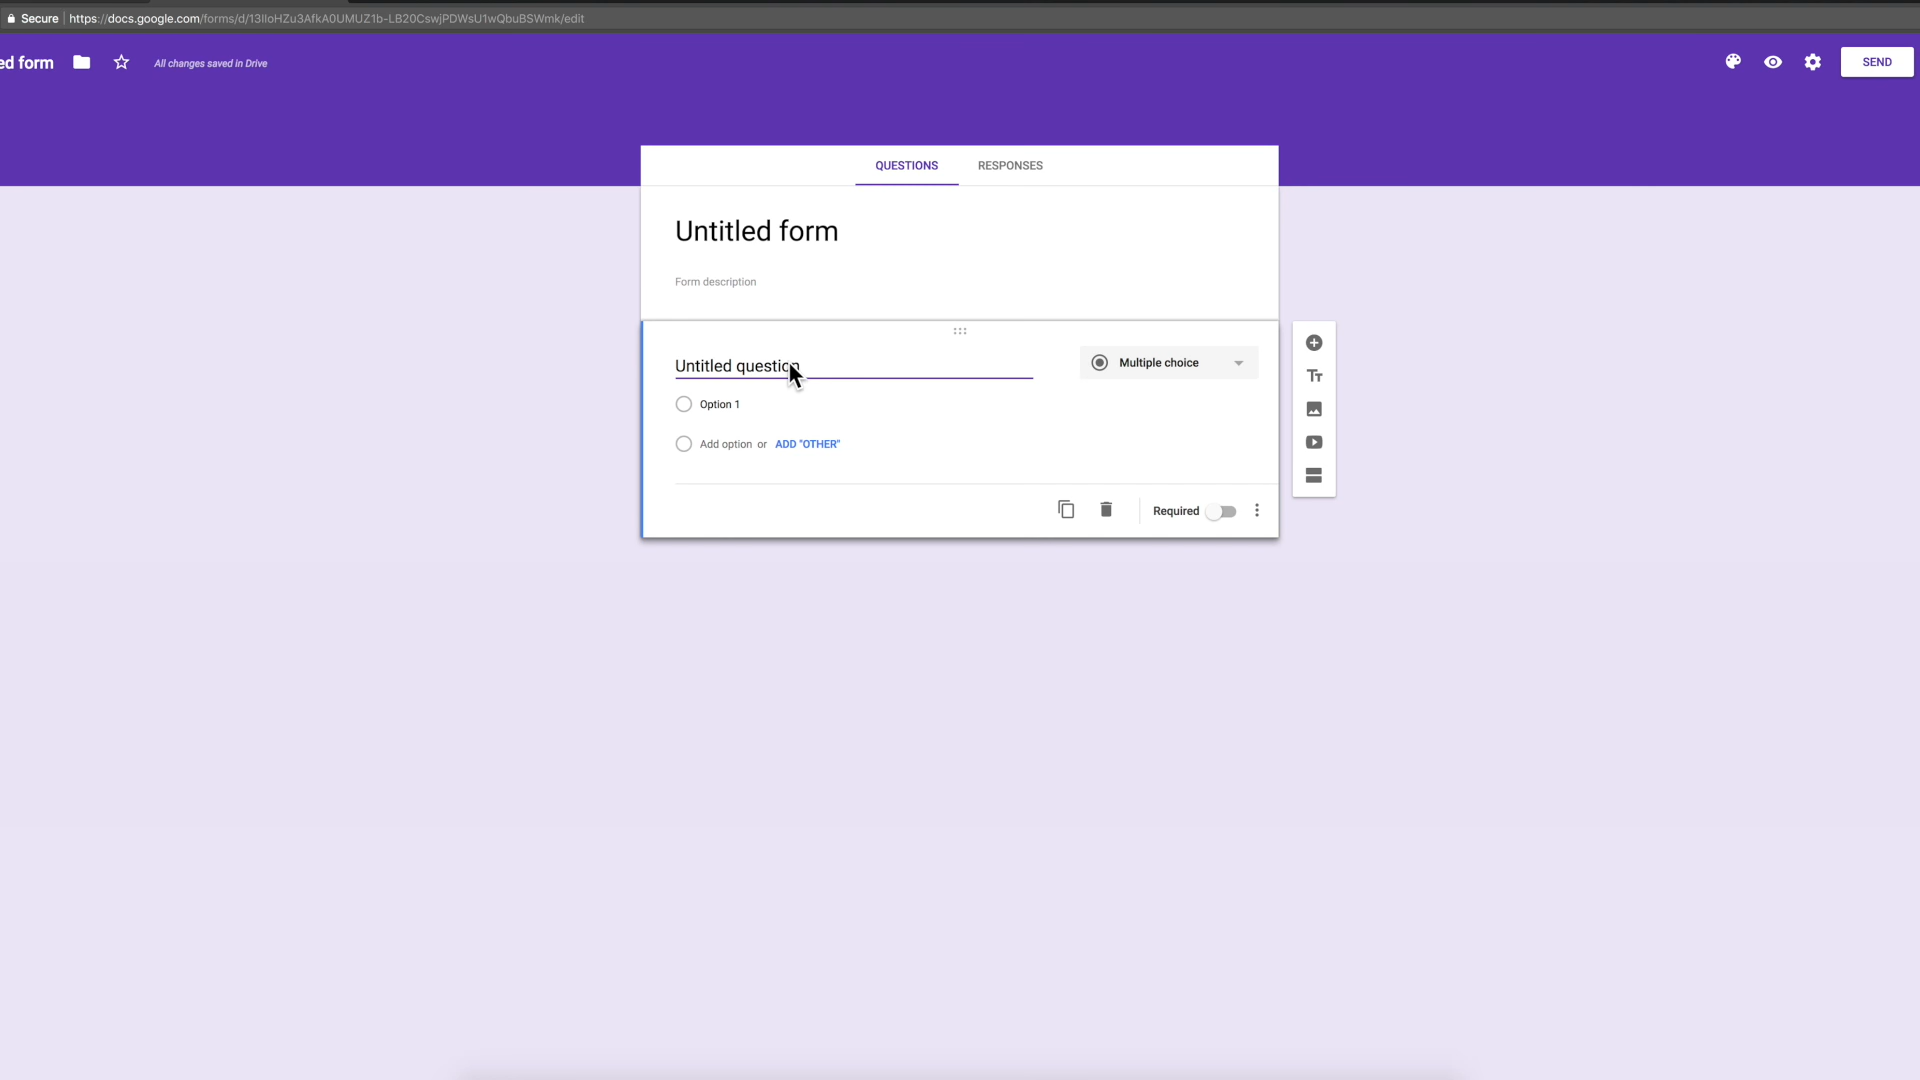 Secure https://docs.google.com/forms/d/13IIoHZu3AfkA0UMUZ1b-LB20CswjPDWsU1wQbuBSWmk/edit
ed form All changes saved in Drive SEND
QUESTIONS RESPONSES
Untitled form
Form description
Untitled question Multiple choice
Option 1
Add option or ADD "OTHER"
Required